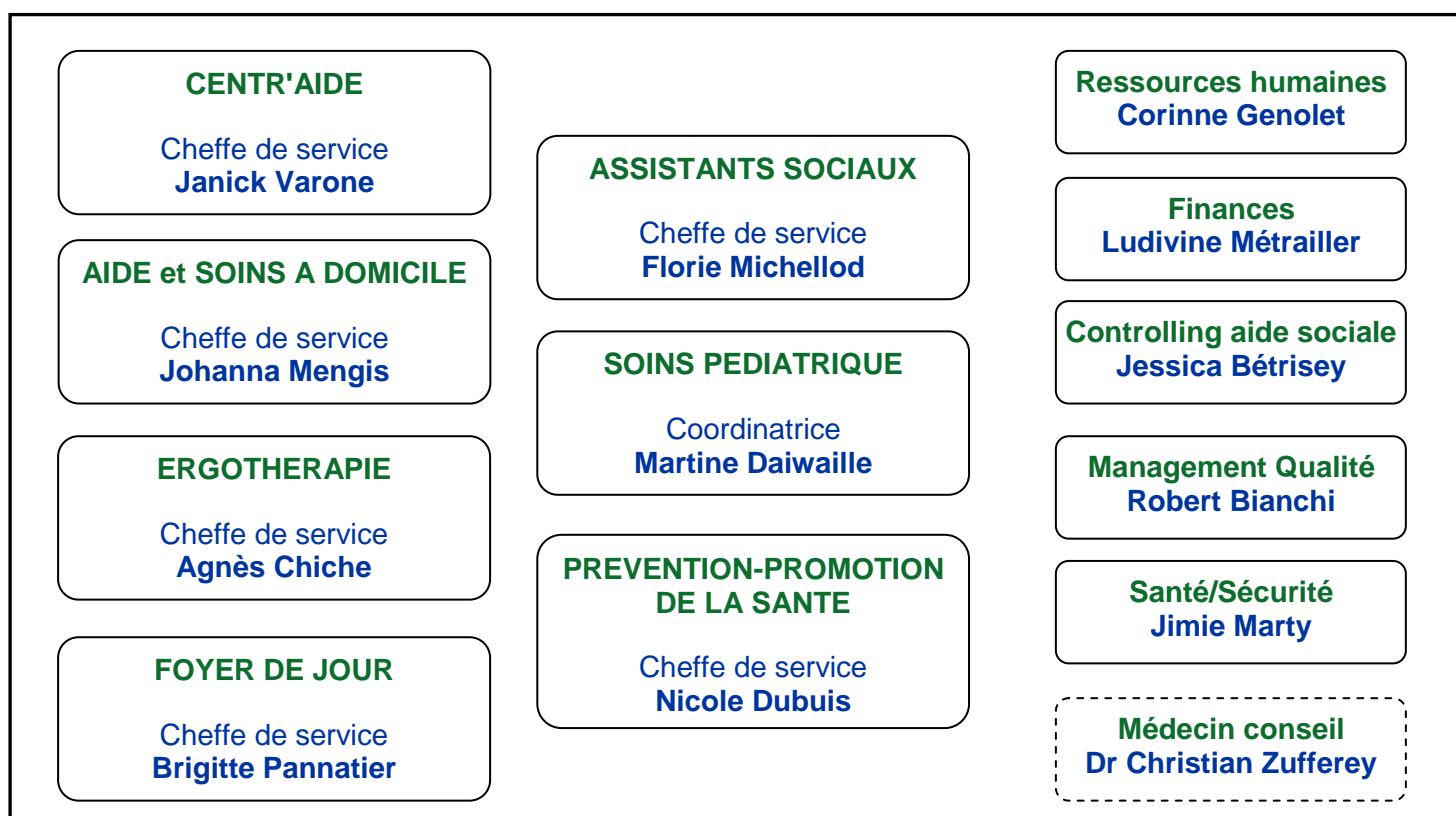 CENTR'AIDE
Cheffe de service
Janick Varone
AIDE et SOINS A DOMICILE
Cheffe de service
Johanna Mengis
ERGOTHERAPIE
Cheffe de service
Agnès Chiche
FOYER DE JOUR
Cheffe de service
Brigitte Pannatier
ASSISTANTS SOCIAUX
Cheffe de service
Florie Michellod
SOINS PEDIATRIQUE
Coordinatrice
Martine Daiwaille
PREVENTION-PROMOTION
DE LA SANTE
Cheffe de service
Nicole Dubuis
Ressources humaines
Corinne Genolet
Finances
Ludivine Métrailler
Controlling aide sociale
Jessica Bétrisey
Management Qualité
Robert Bianchi
Santé/Sécurité
Jimie Marty
Médecin conseil
Dr Christian Zufferey